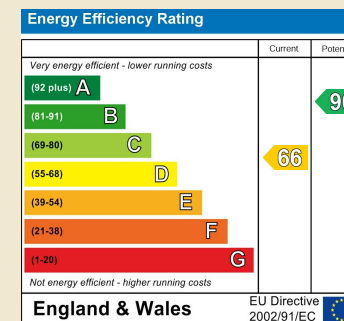 Energy Efficiency Rating
Current
Very energy efficient - lower running costs
(92 plus) A
(81-91) B
(69-80) C
(55-68) D
66
(39-54) E
(21-38) F
(1-20) G
Not energy efficient - higher running costs
England & Wales
EU Directive
2002/91/EC